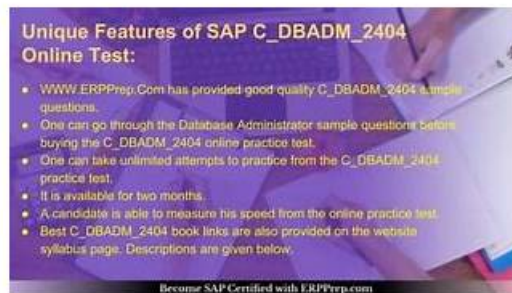 Unique Features of SAP C_DBADM_2404
Online Test:
• WWW.ERPPrep.Com has provided good quality C_DBADM_2404 sample
questions.
• One can go through the Database Administrator sample questions before
buying the C_DBADM_2404 online practice test.
• One can take unlimited attempts to practice from the C_DBADM_2404
practice test.
• It is available for two months.
• A candidate is able to measure his speed from the online practice test.
• Best C_DBADM_2404 book links are also provided on the website
syllabus page. Descriptions are given below.
Become SAP Certified with ERPPrep.com